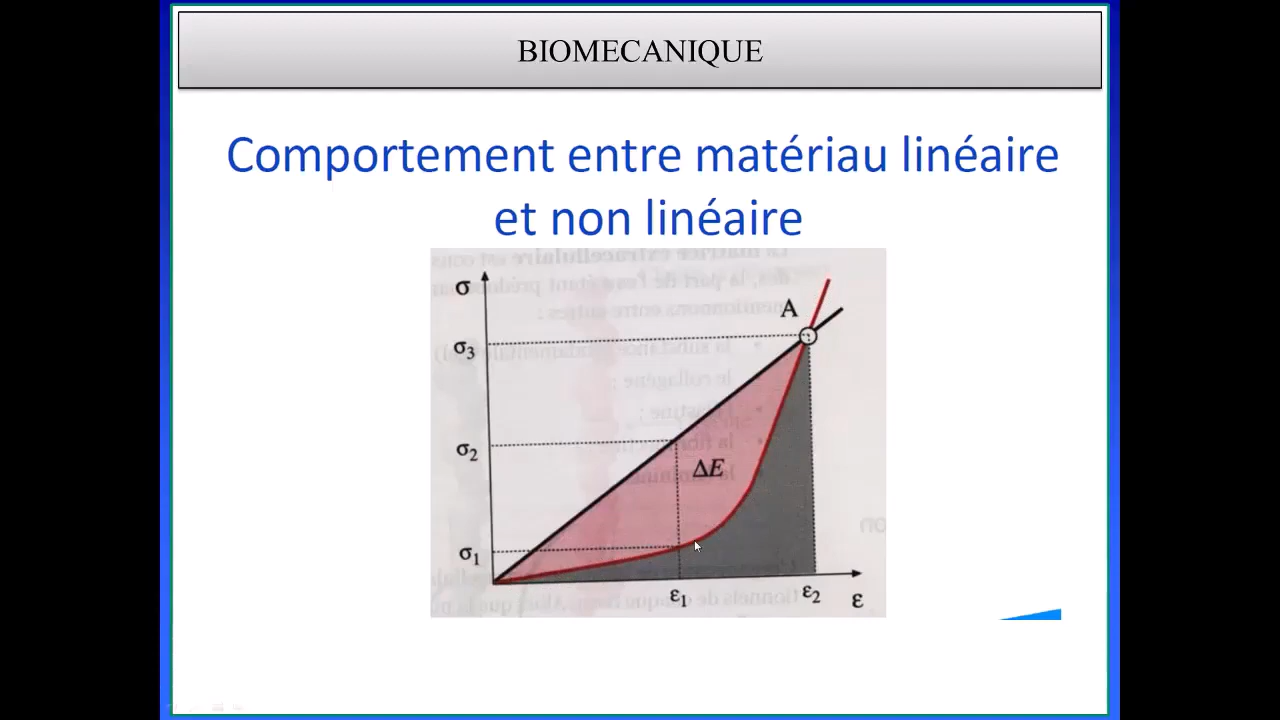 BIOMECANIQUE
Comportement entre matériau linéaire
et non linéaire
σ
A
σ3
σ2
ΔE
σ1
ε1
ε2
ε